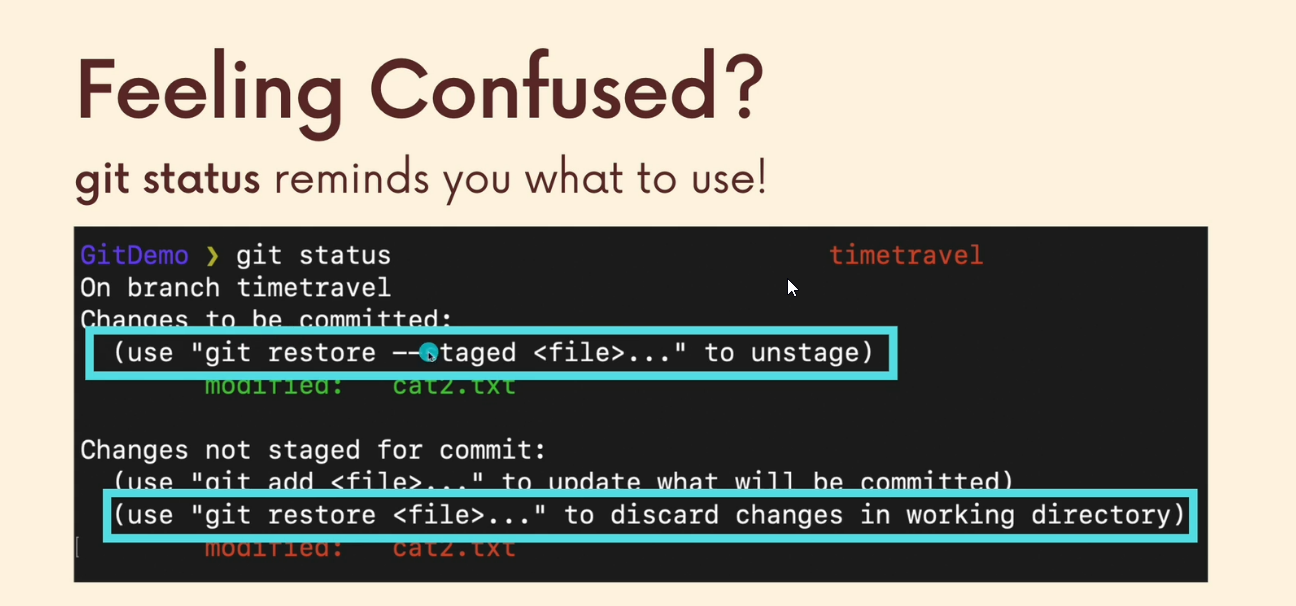 Feeling Confused?
git status reminds you what to use!
GitDemo ❯ git status timetravel
On branch timetravel
Changes to be committed:
(use "git restore --staged <file>..." to unstage)
modified: cat2.txt
Changes not staged for commit:
(use "git add <file>..." to update what will be committed)
(use "git restore <file>..." to discard changes in working directory)
modified: cat2.txt